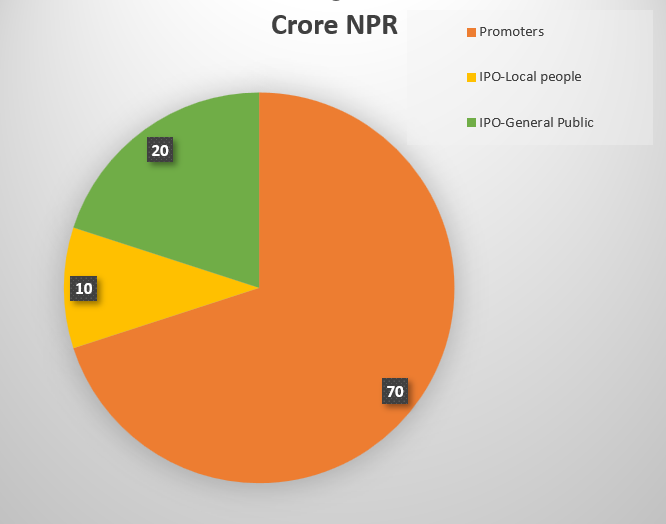 Crore NPR
Promoters
IPO-Local people
IPO-General Public
20
10
70